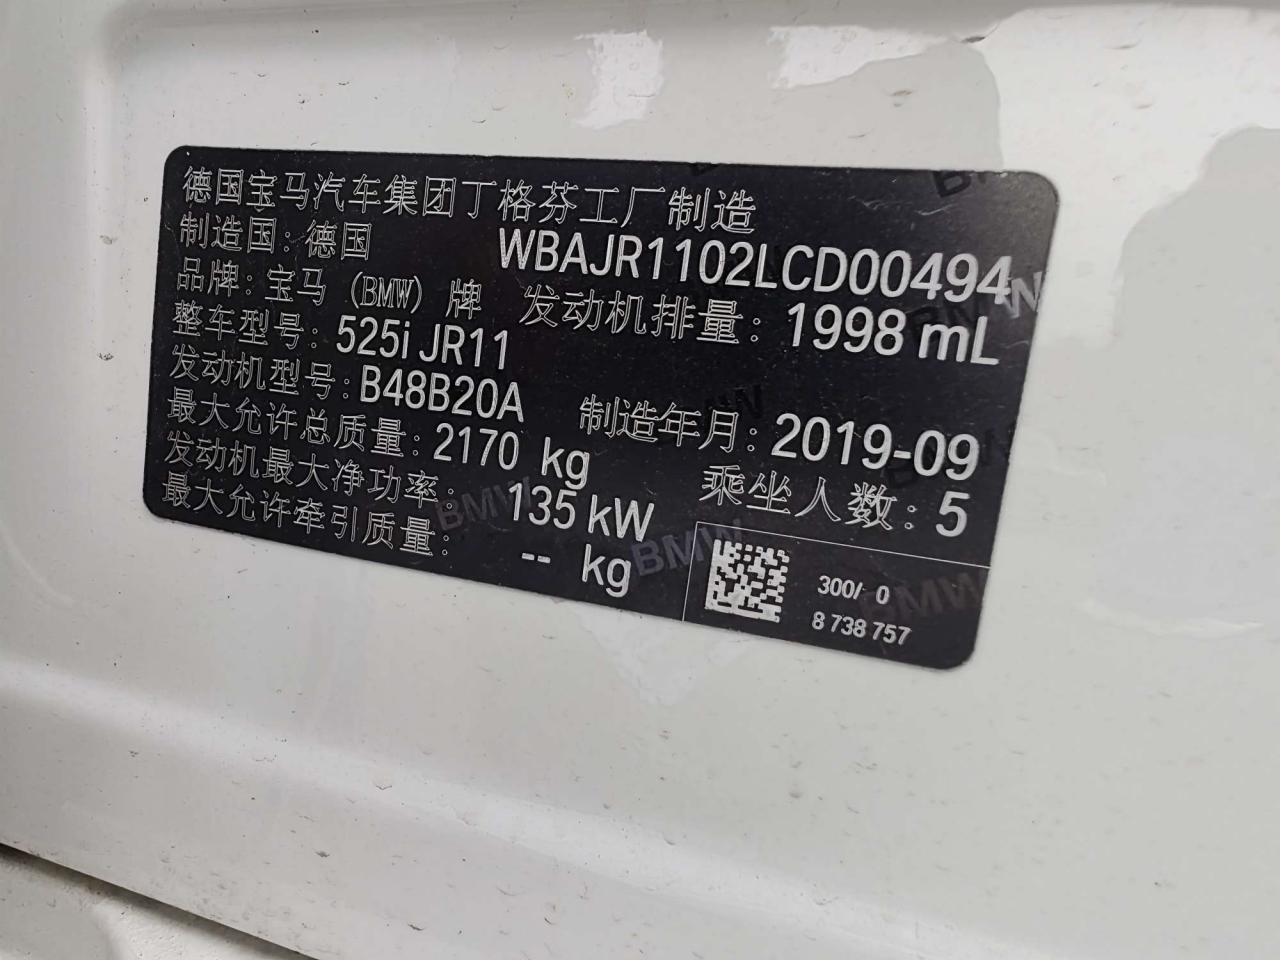 德国宝马汽车集团丁格芬工厂制造
制造国: 德国 WBAJR1102LCD00494
品牌: 宝马 (BMW) 牌 发动机排量: 1998 mL
整车型号: 525i JR11
发动机型号: B48B20A 制造年月: 2019-09
最大允许总质量: 2170 kg 乘坐人数: 5
发动机最大净功率: 135 kW
最大允许牵引质量: -- kg
300/ 0
8 738 757
BMW
BMW
BMW